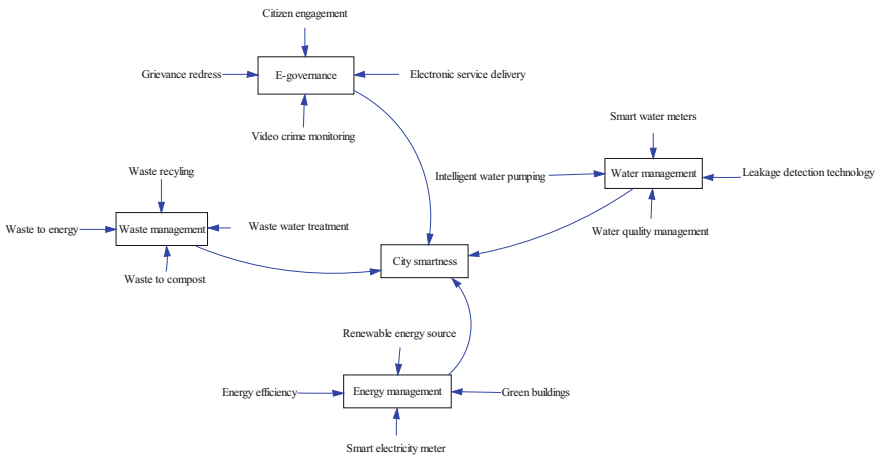 Citizen engagement
Grievance redress
E-governance
Electronic service delivery
Video crime monitoring
Smart water meters
Intelligent water pumping
Water management
Leakage detection technology
Water quality management
Waste recyling
Waste to energy
Waste management
Waste water treatment
Waste to compost
City smartness
Renewable energy source
Energy efficiency
Energy management
Green buildings
Smart electricity meter